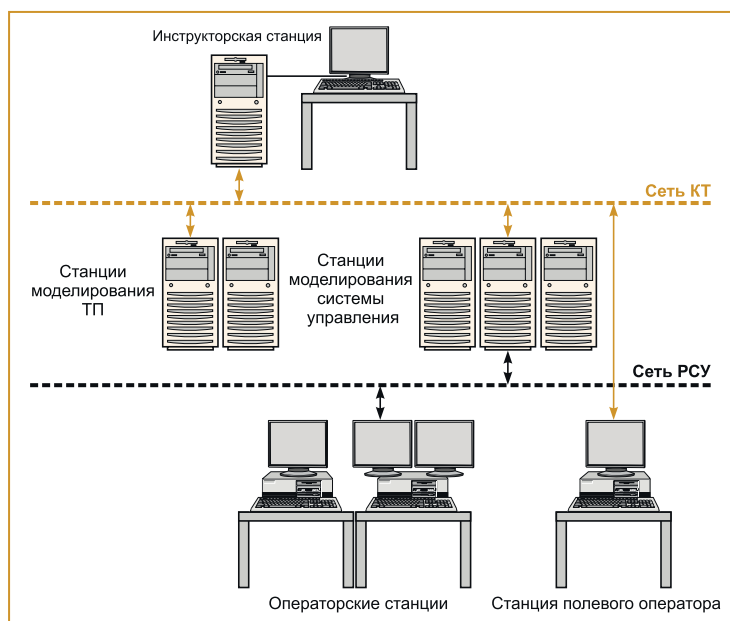 Инструкторская станция
Сеть КТ
Станции
моделирования
ТП
Станции
моделирования
системы
управления
Сеть РСУ
Операторские станции
Станция полевого оператора